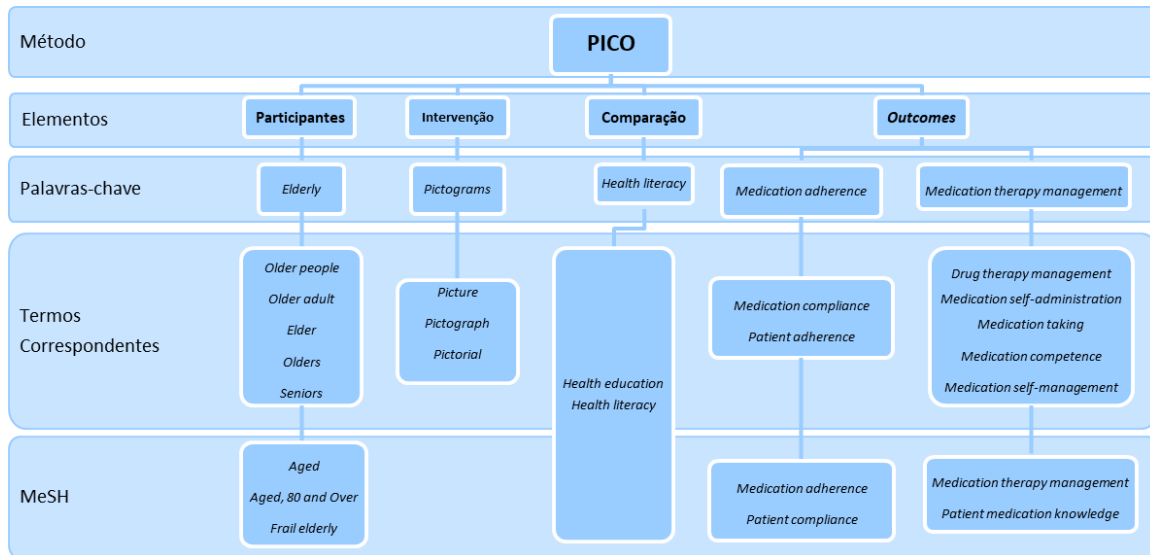 Método
PICO
Elementos
Participantes
Intervenção
Comparação
Outcomes
Palavras-chave
Elderly
Pictograms
Health literacy
Medication adherence
Medication therapy management
Termos
Correspondentes
Older people
Older adult
Elder
Olders
Seniors
Picture
Pictograph
Pictorial
Health education
Health literacy
Medication compliance
Patient adherence
Drug therapy management
Medication self-administration
Medication taking
Medication competence
Medication self-management
MeSH
Aged
Aged, 80 and Over
Frail elderly
Medication adherence
Patient compliance
Medication therapy management
Patient medication knowledge